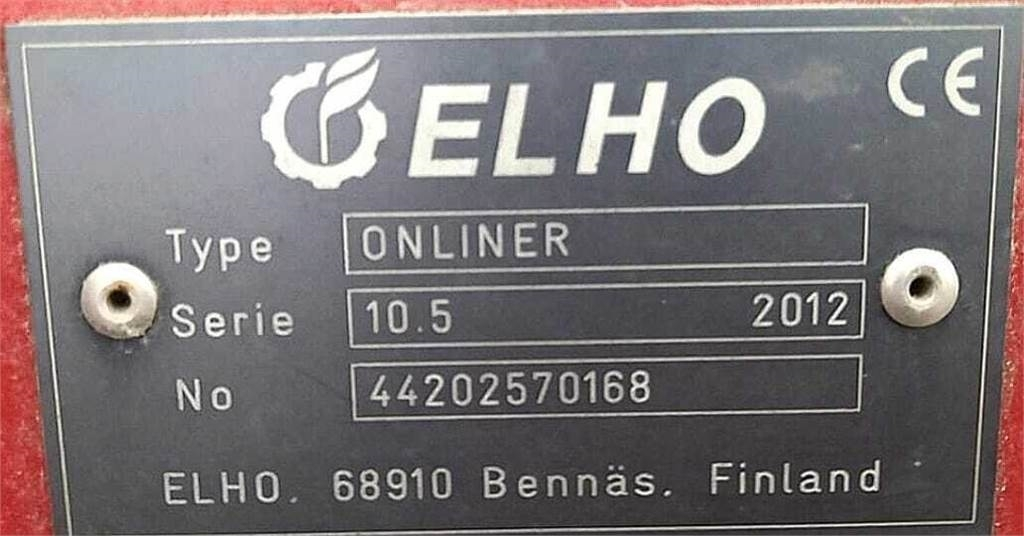 ELHO CE
Type ONLINER
Serie 10.5 2012
No 44202570168
ELHO. 68910 Bennäs. Finland